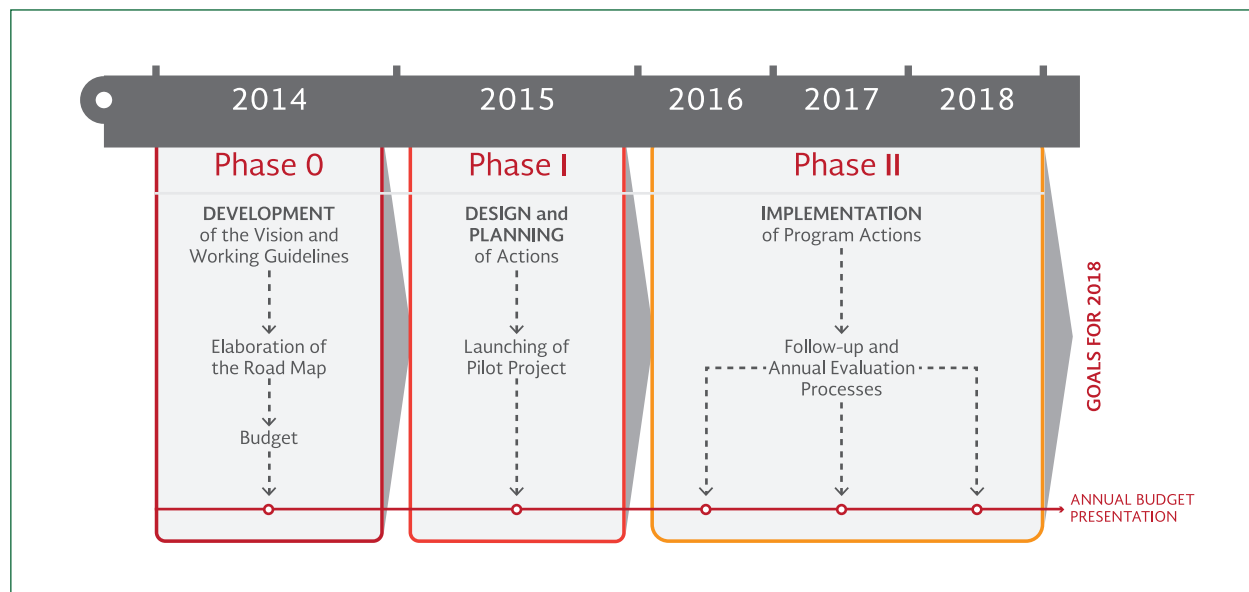 2014
2015
2016
2017
2018
Phase 0
Phase I
Phase II
DEVELOPMENT
of the Vision and
Working Guidelines
Elaboration of
the Road Map
Budget
DESIGN and
PLANNING
of Actions
Launching of
Pilot Project
IMPLEMENTATION
of Program Actions
Follow-up and
Annual Evaluation
Processes
GOALS FOR 2018
ANNUAL BUDGET
PRESENTATION